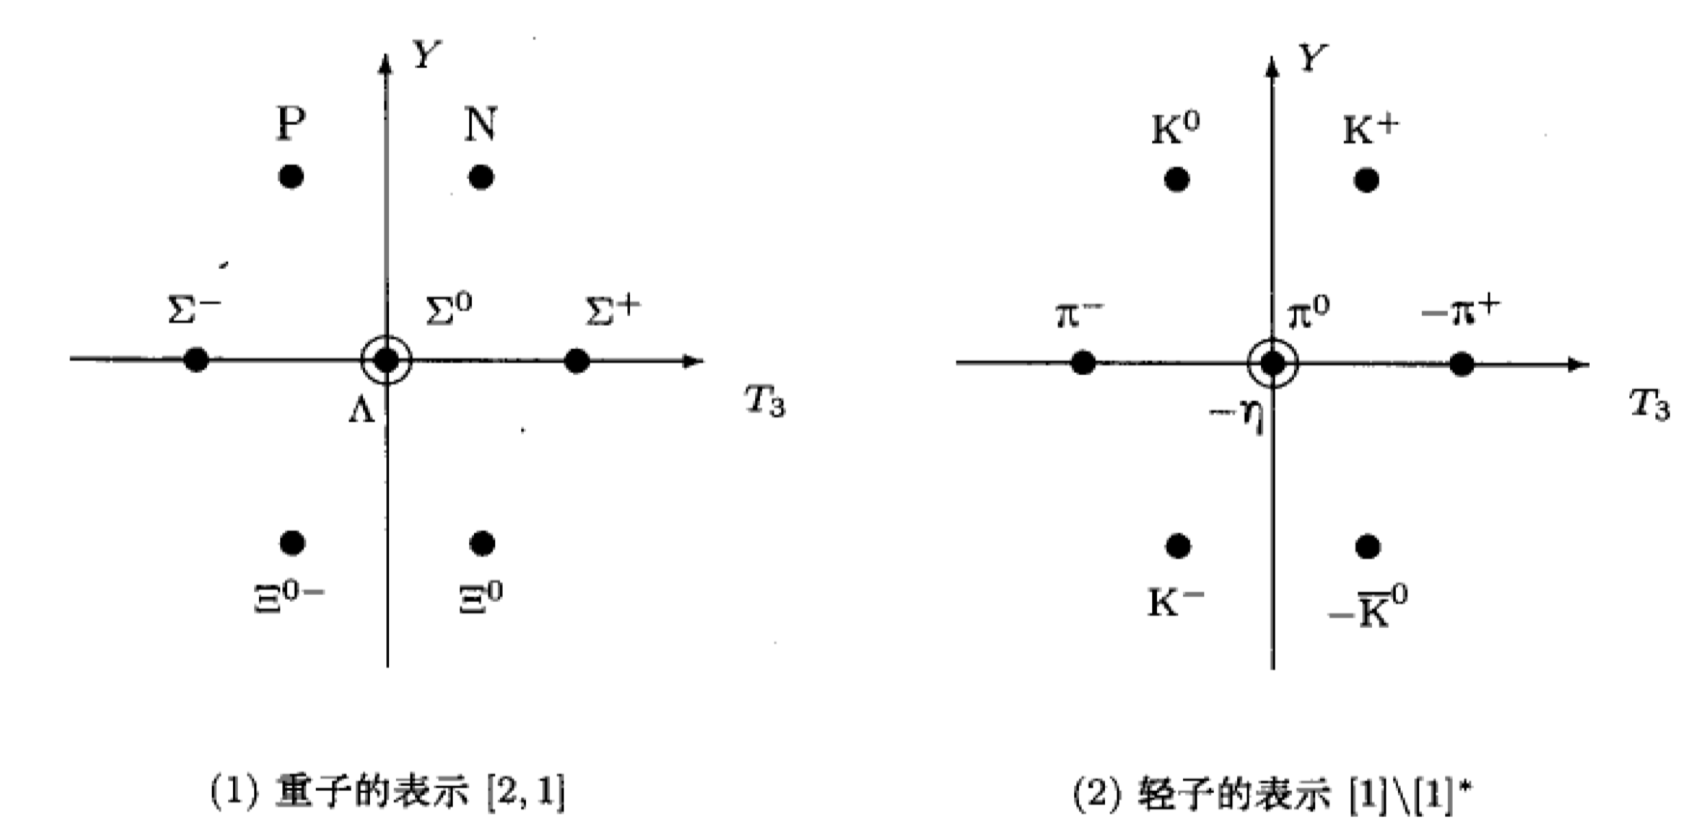 Y
P N
Σ⁻ Σ⁰ Σ⁺
Λ
T₃
Ξ⁰⁻ Ξ⁰
(1) 重子的表示 [2, 1]
Y
K⁰ K⁺
π⁻ π⁰ −π⁺
−η
T₃
K⁻ −K̅⁰
(2) 轻子的表示 [1]\[1]*